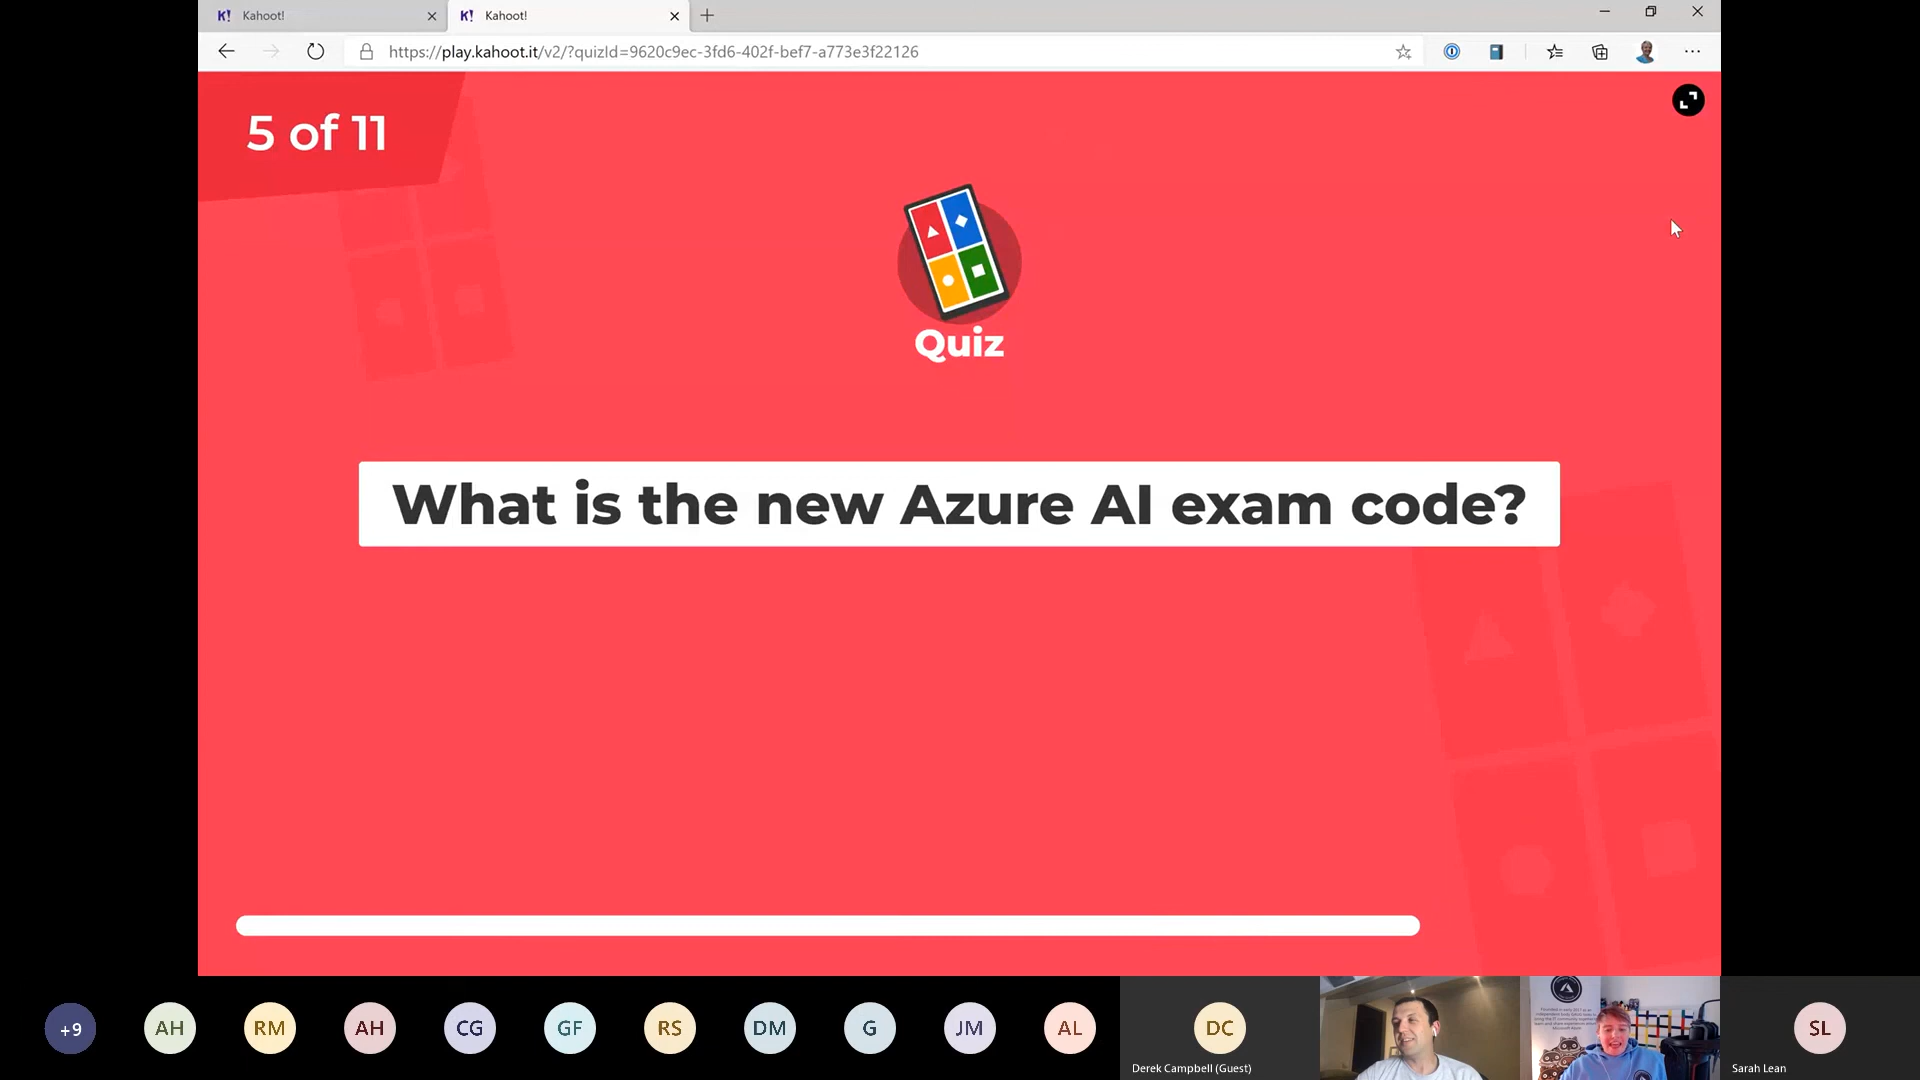 K! Kahoot!
K! Kahoot!
https://play.kahoot.it/v2/?quizId=9620c9ec-3fd6-402f-bef7-a773e3f22126
5 of 11
Quiz
What is the new Azure AI exam code?
+9
AH
RM
AH
CG
GF
RS
DM
G
JM
AL
DC
SL
Derek Campbell (Guest)
Sarah Lean